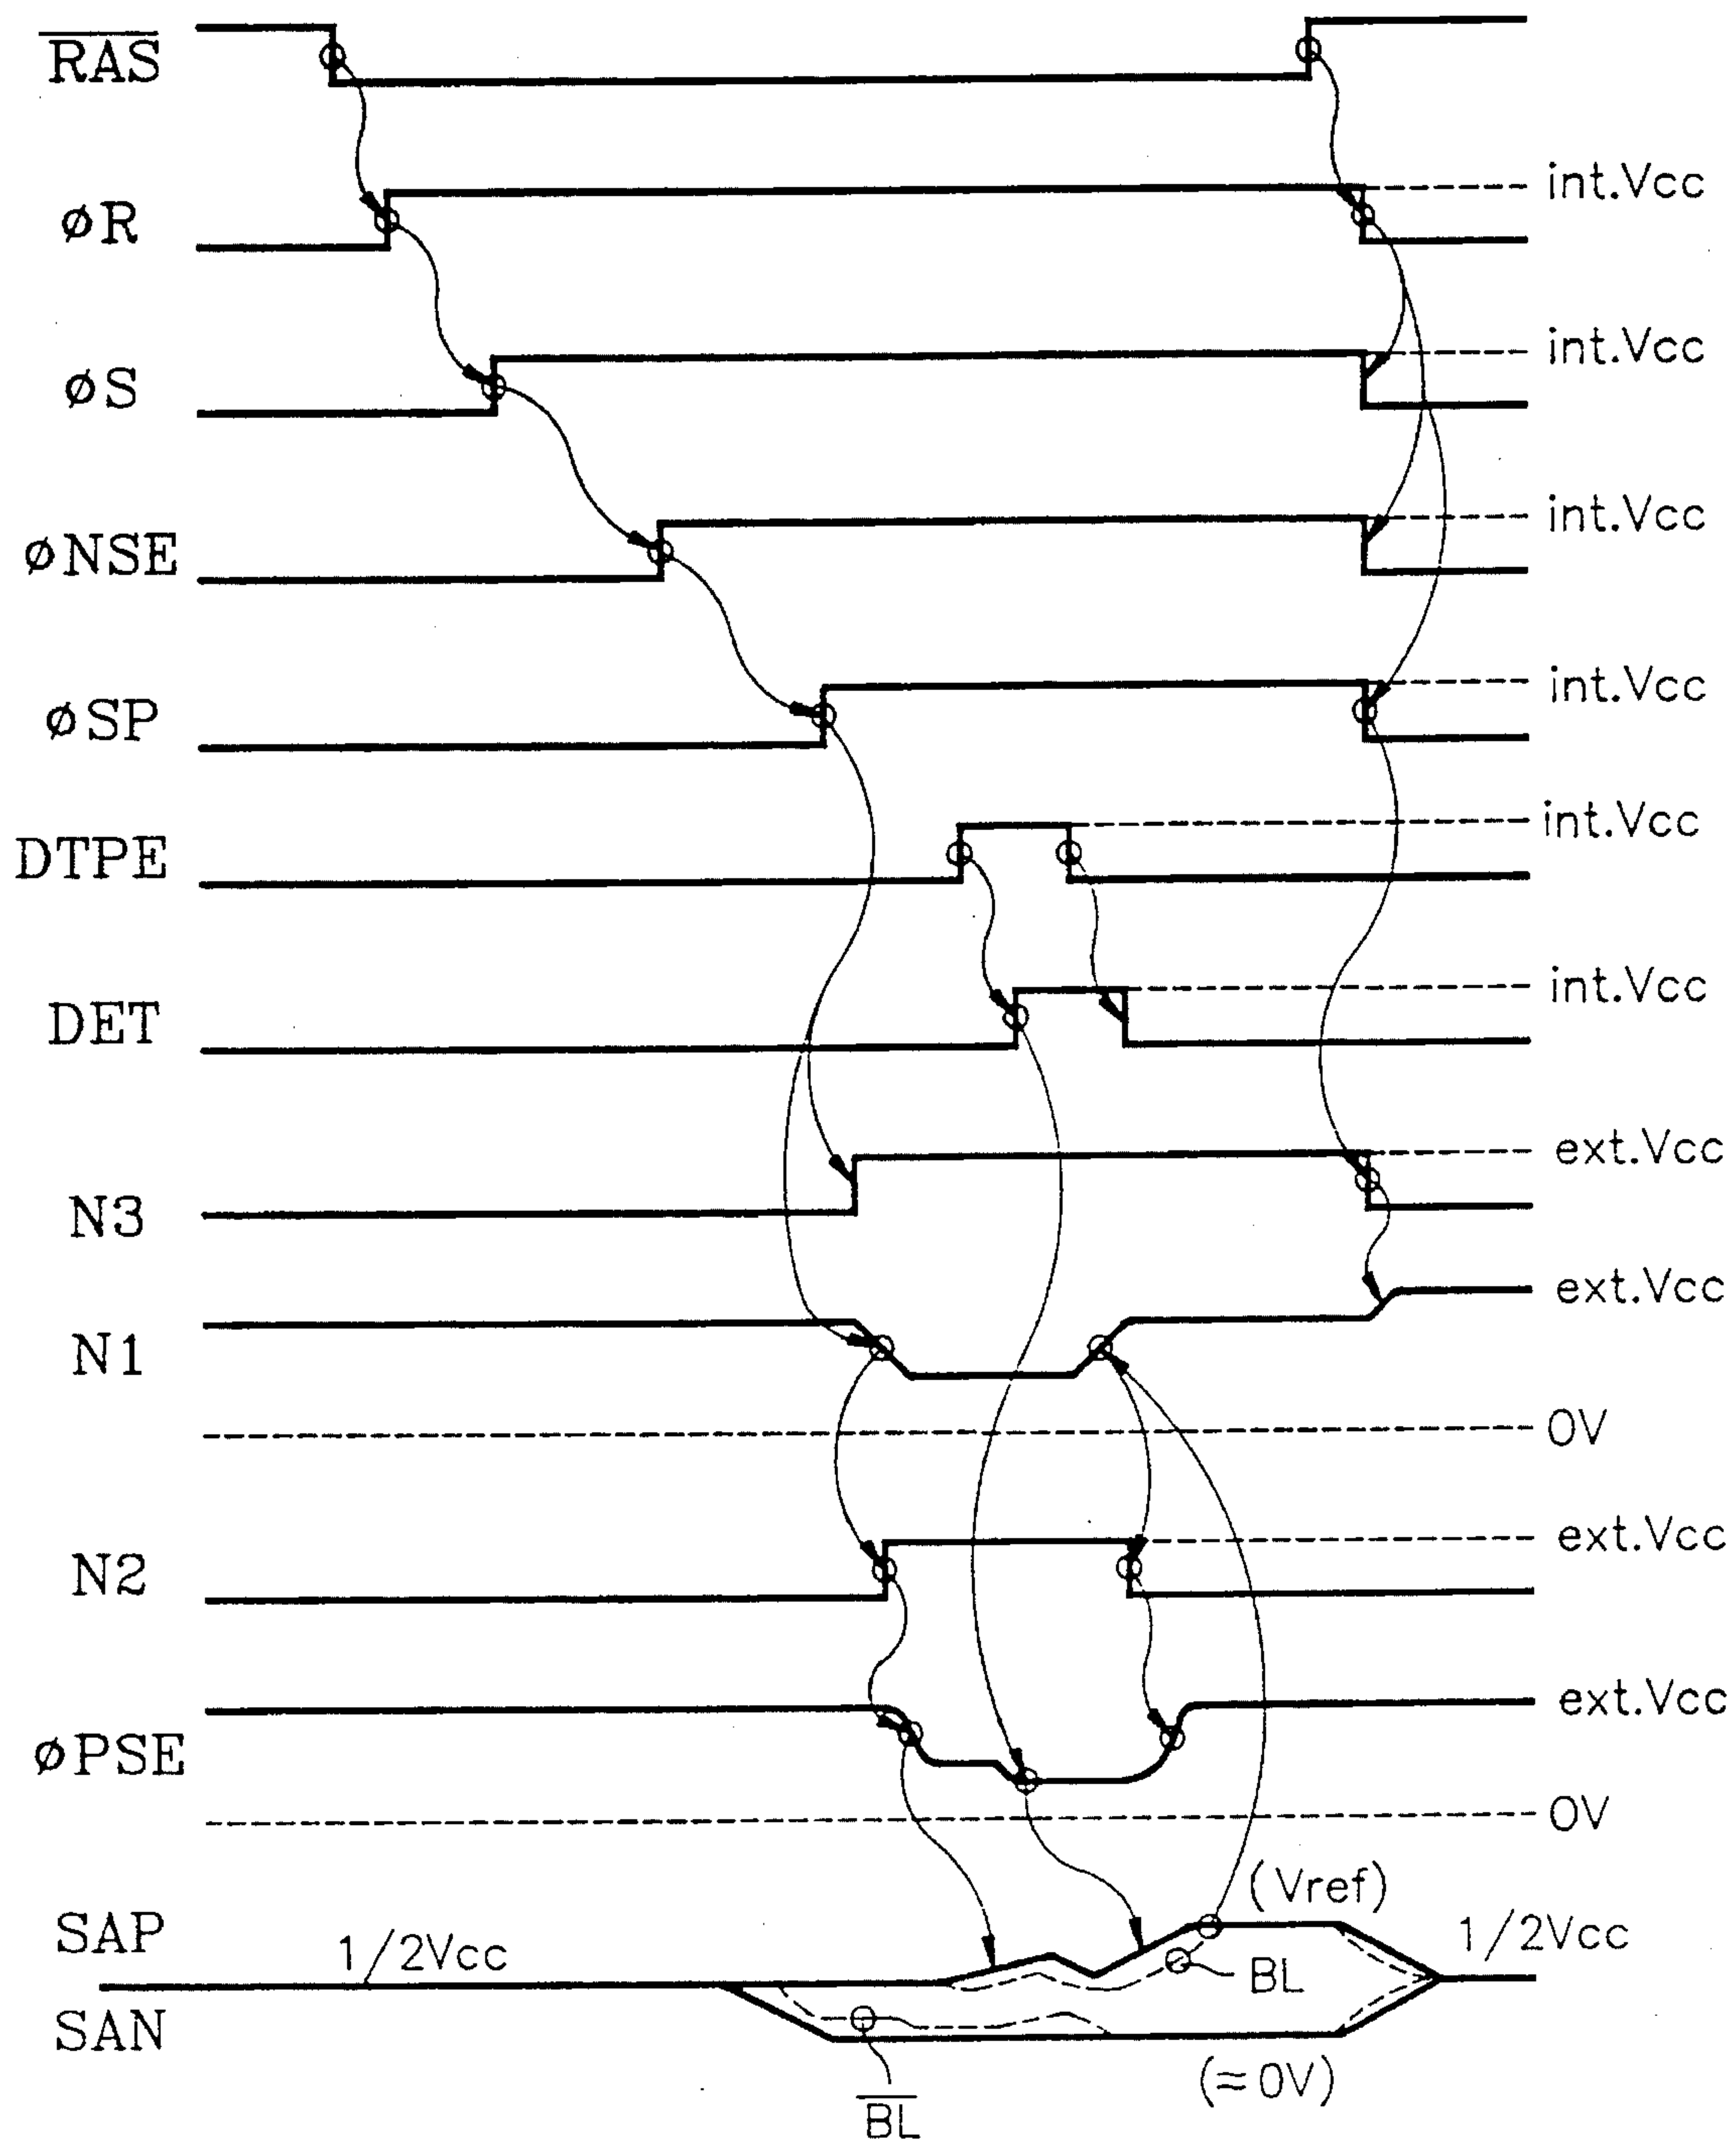 R̅A̅S̅
øR int.Vcc
øS int.Vcc
øNSE int.Vcc
øSP int.Vcc
DTPE int.Vcc
DET int.Vcc
N3 ext.Vcc
ext.Vcc
N1
0V
N2 ext.Vcc
ext.Vcc
øPSE
0V
(Vref)
SAP 1/2Vcc 1/2Vcc
BL
SAN
(≈0V)
B̅L̅